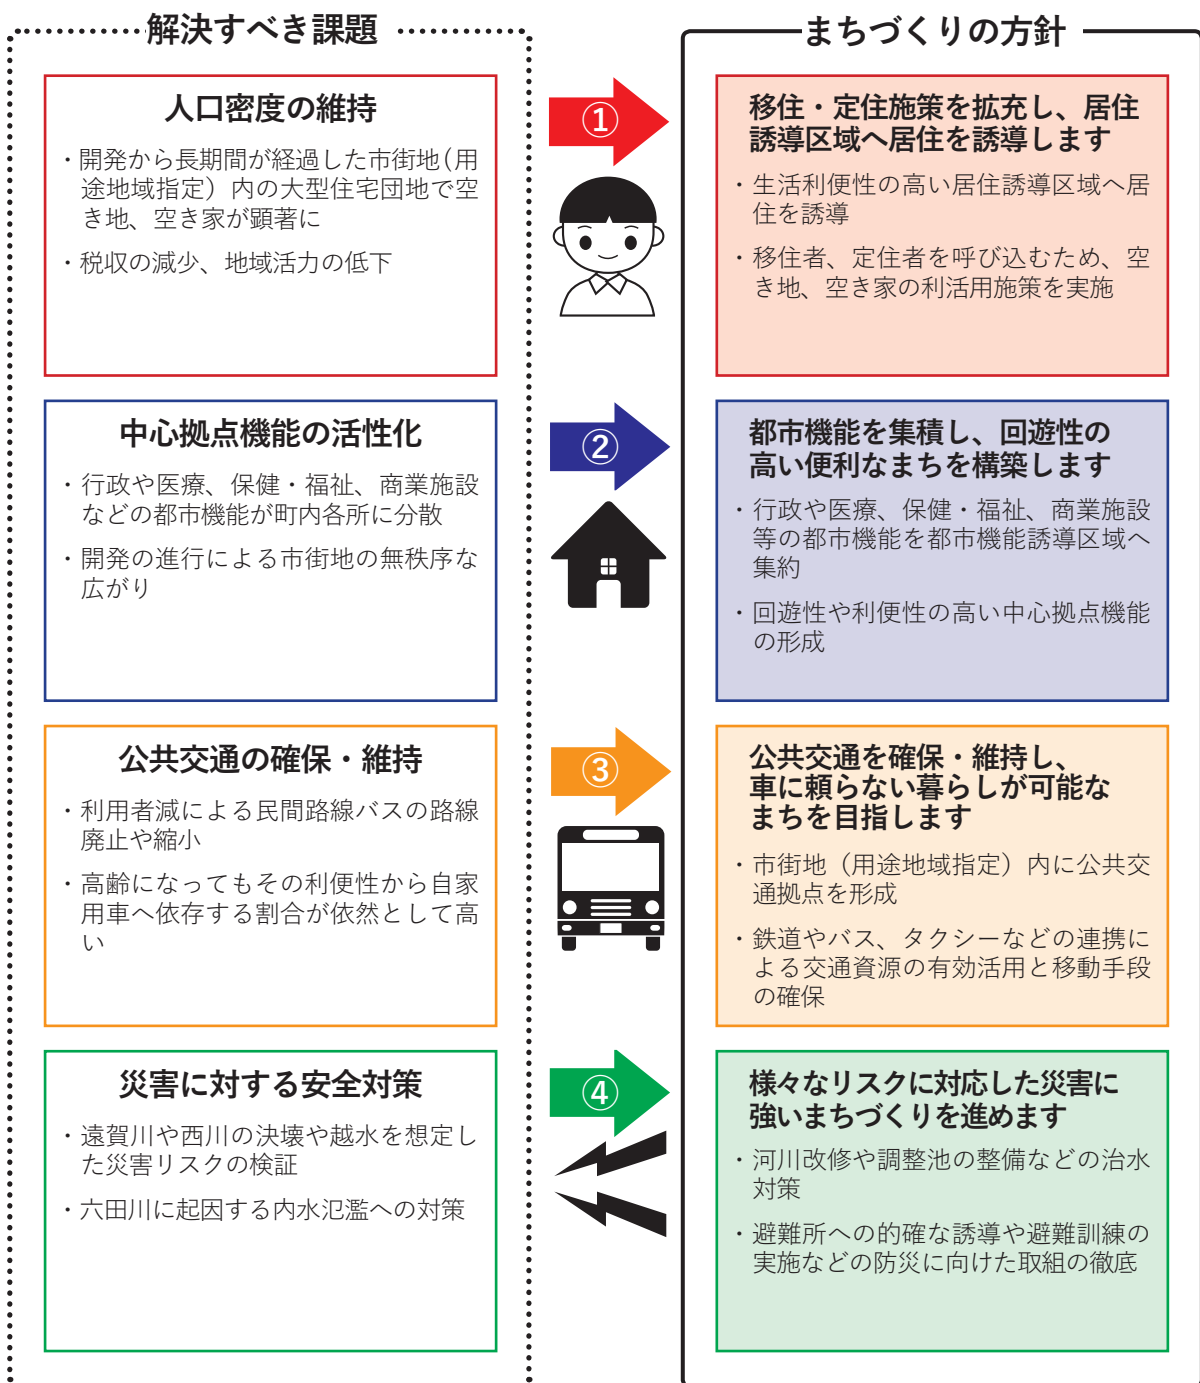 解決すべき課題
まちづくりの方針
人口密度の維持
・開発から長期間が経過した市街地（用
途地域指定）内の大型住宅団地で空
き地、空き家が顕著に
・税収の減少、地域活力の低下
①
移住・定住施策を拡充し、居住
誘導区域へ居住を誘導します
・生活利便性の高い居住誘導区域へ居
住を誘導
・移住者、定住者を呼び込むため、空
き地、空き家の利活用施策を実施
中心拠点機能の活性化
・行政や医療、保健・福祉、商業施設
などの都市機能が町内各所に分散
・開発の進行による市街地の無秩序な
広がり
②
都市機能を集積し、回遊性の
高い便利なまちを構築します
・行政や医療、保健・福祉、商業施設
等の都市機能を都市機能誘導区域へ
集約
・回遊性や利便性の高い中心拠点機能
の形成
公共交通の確保・維持
・利用者減による民間路線バスの路線
廃止や縮小
・高齢になってもその利便性から自家
用車へ依存する割合が依然として高
い
③
公共交通を確保・維持し、
車に頼らない暮らしが可能な
まちを目指します
・市街地（用途地域指定）内に公共交
通拠点を形成
・鉄道やバス、タクシーなどの連携に
よる交通資源の有効活用と移動手段
の確保
災害に対する安全対策
・遠賀川や西川の決壊や越水を想定し
た災害リスクの検証
・六田川に起因する内水氾濫への対策
④
様々なリスクに対応した災害に
強いまちづくりを進めます
・河川改修や調整池の整備などの治水
対策
・避難所への的確な誘導や避難訓練の
実施などの防災に向けた取組の徹底